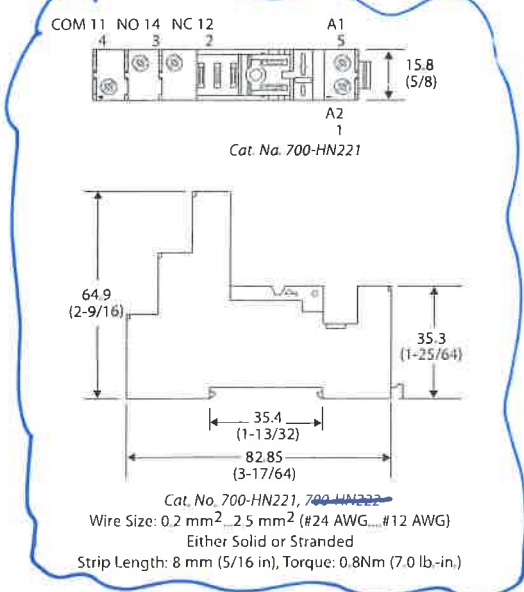 COM 11 NO 14 NC 12 A1
4 3 2 5
15.8
(5/8)
A2
1
Cat. No. 700-HN221
64.9
(2-9/16)
35.3
(1-25/64)
35.4
(1-13/32)
82.85
(3-17/64)
Cat. No. 700-HN221, 700-HN222
Wire Size: 0.2 mm²...2.5 mm² (#24 AWG...#12 AWG)
Either Solid or Stranded
Strip Length: 8 mm (5/16 in), Torque: 0.8Nm (7.0 lb.-in.)